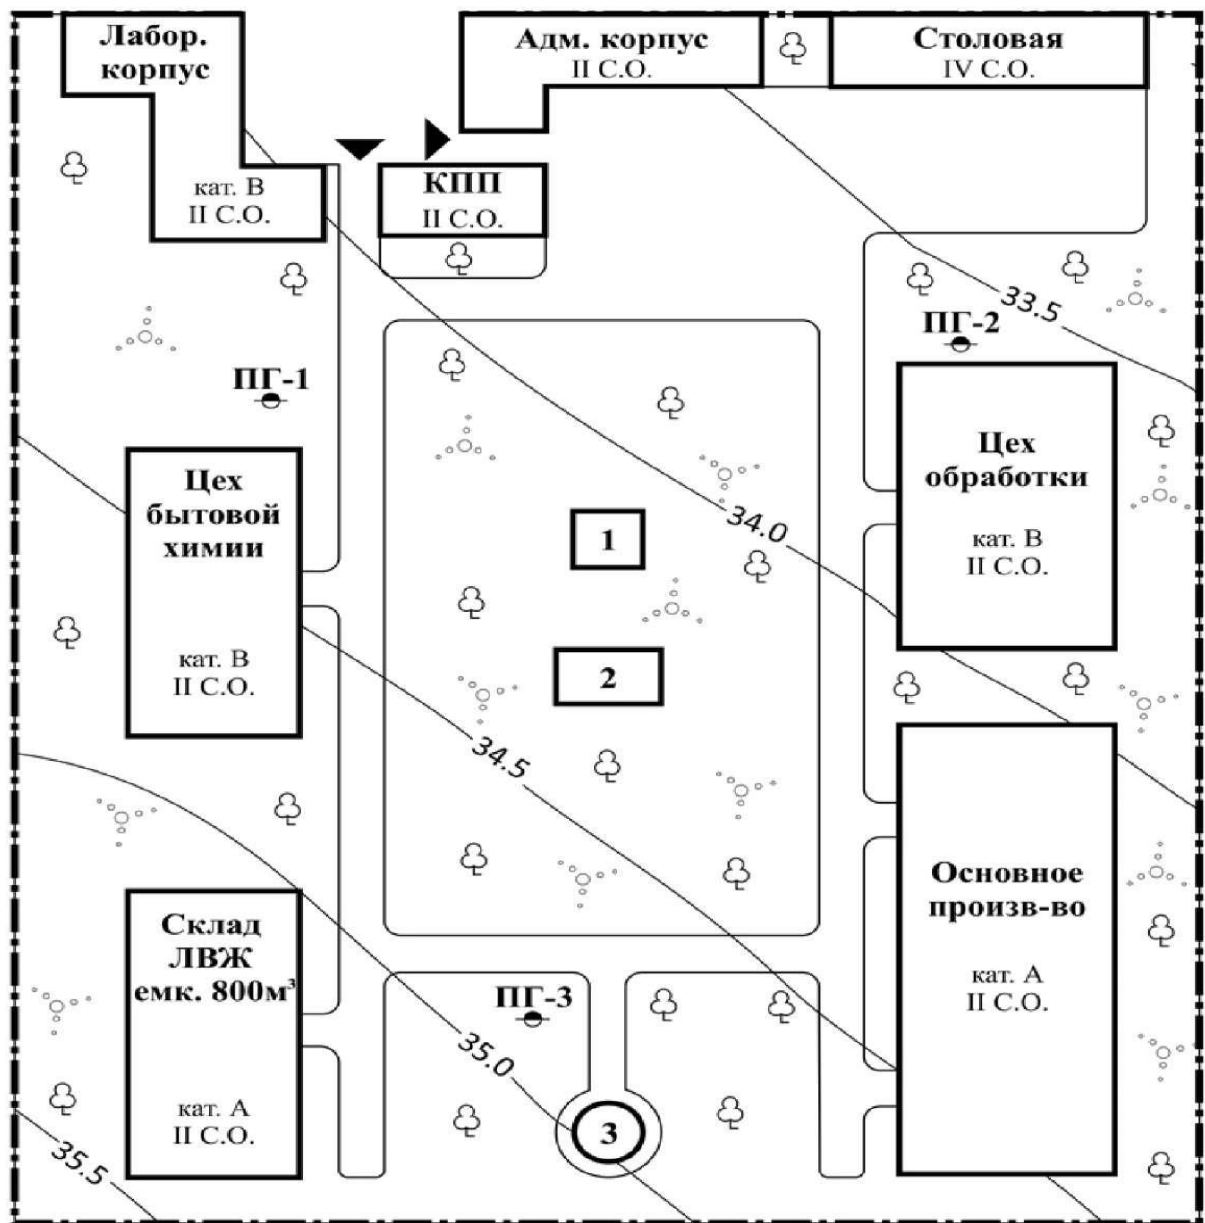 Лабор.
корпус
Адм. корпус
II С.О.
Столовая
IV С.О.
кат. В
II С.О.
КПП
II С.О.
33.5
ПГ-2
ПГ-1
Цех
бытовой
химии
кат. В
II С.О.
1
34.0
Цех
обработки
кат. В
II С.О.
2
34.5
Склад
ЛВЖ
емк. 800м³
кат. А
II С.О.
Основное
произв-во
кат. А
II С.О.
ПГ-3
35.0
3
35.5